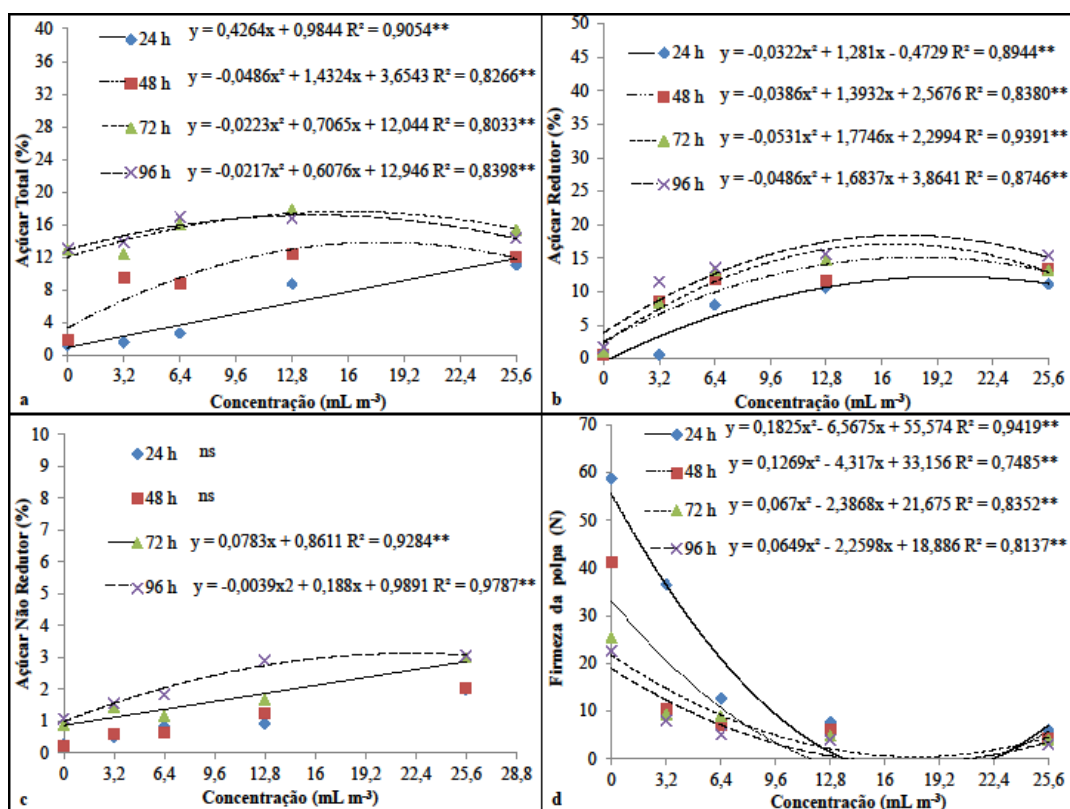 40
36
32
28
24
20
16
12
8
4
0
Açúcar Total (%)
24 h y = 0,4264x + 0,9844 R² = 0,9054**
48 h y = -0,0486x² + 1,4324x + 3,6543 R² = 0,8266**
72 h y = -0,0223x² + 0,7065x + 12,044 R² = 0,8033**
96 h y = -0,0217x² + 0,6076x + 12,946 R² = 0,8398**
0 3,2 6,4 9,6 12,8 16 19,2 22,4 25,6
Concentração (mL m⁻³)
a
50
45
40
35
30
25
20
15
10
5
0
Açúcar Redutor (%)
24 h y = -0,0322x² + 1,281x - 0,4729 R² = 0,8944**
48 h y = -0,0386x² + 1,3932x + 2,5676 R² = 0,8380**
72 h y = -0,0531x² + 1,7746x + 2,2994 R² = 0,9391**
96 h y = -0,0486x² + 1,6837x + 3,8641 R² = 0,8746**
0 3,2 6,4 9,6 12,8 16 19,2 22,4 25,6
Concentração (mL m⁻³)
b
10
9
8
7
6
5
4
3
2
1
0
Açúcar Não Redutor (%)
24 h ns
48 h ns
72 h y = 0,0783x + 0,8611 R² = 0,9284**
96 h y = -0,0039x2 + 0,188x + 0,9891 R² = 0,9787**
0 3,2 6,4 9,6 12,8 16 19,2 22,4 25,6 28,8
Concentração (mL m⁻³)
c
70
60
50
40
30
20
10
0
Firmeza da polpa (N)
24 h y = 0,1825x²- 6,5675x + 55,574 R² = 0,9419**
48 h y = 0,1269x² - 4,317x + 33,156 R² = 0,7485**
72 h y = 0,067x² - 2,3868x + 21,675 R² = 0,8352**
96 h y = 0,0649x² - 2,2598x + 18,886 R² = 0,8137**
0 3,2 6,4 9,6 12,8 16 19,2 22,4 25,6
Concentração (mL m⁻³)
d